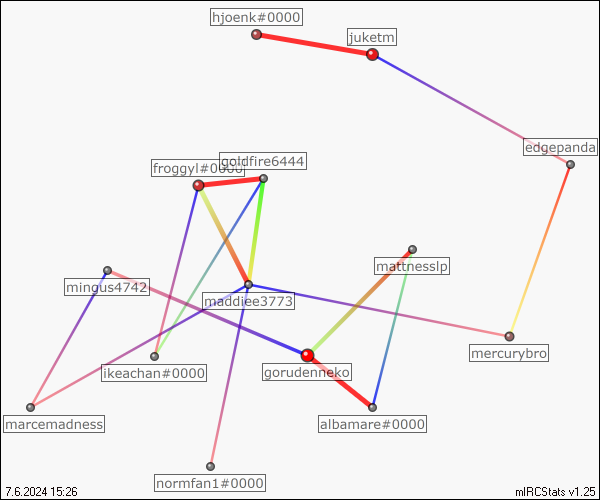 hjoenk#0000
juketm
edgepanda
goldfire6444
froggyl#0000
mattnesslp
mingus4742
maddiee3773
mercurybro
ikeachan#0000
gorudenneko
marcemadness
albamare#0000
normfan1#0000
7.6.2024 15:26
mIRCStats v1.25